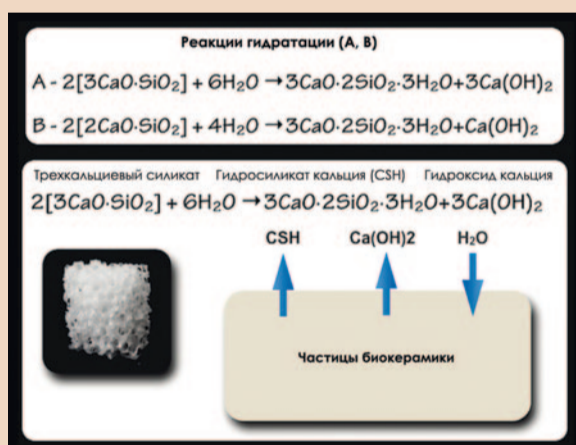 Реакции гидратации (А, В)
A - 2[3CaO·SiO₂] + 6H₂O → 3CaO·2SiO₂·3H₂O+3Ca(OH)₂
B - 2[2CaO·SiO₂] + 4H₂O → 3CaO·2SiO₂·3H₂O+Ca(OH)₂
Трехкальциевый силикат Гидросиликат кальция (CSH) Гидроксид кальция
2[3CaO·SiO₂] + 6H₂O → 3CaO·2SiO₂·3H₂O+3Ca(OH)₂
CSH Ca(OH)2 H₂O
Частицы биокерамики